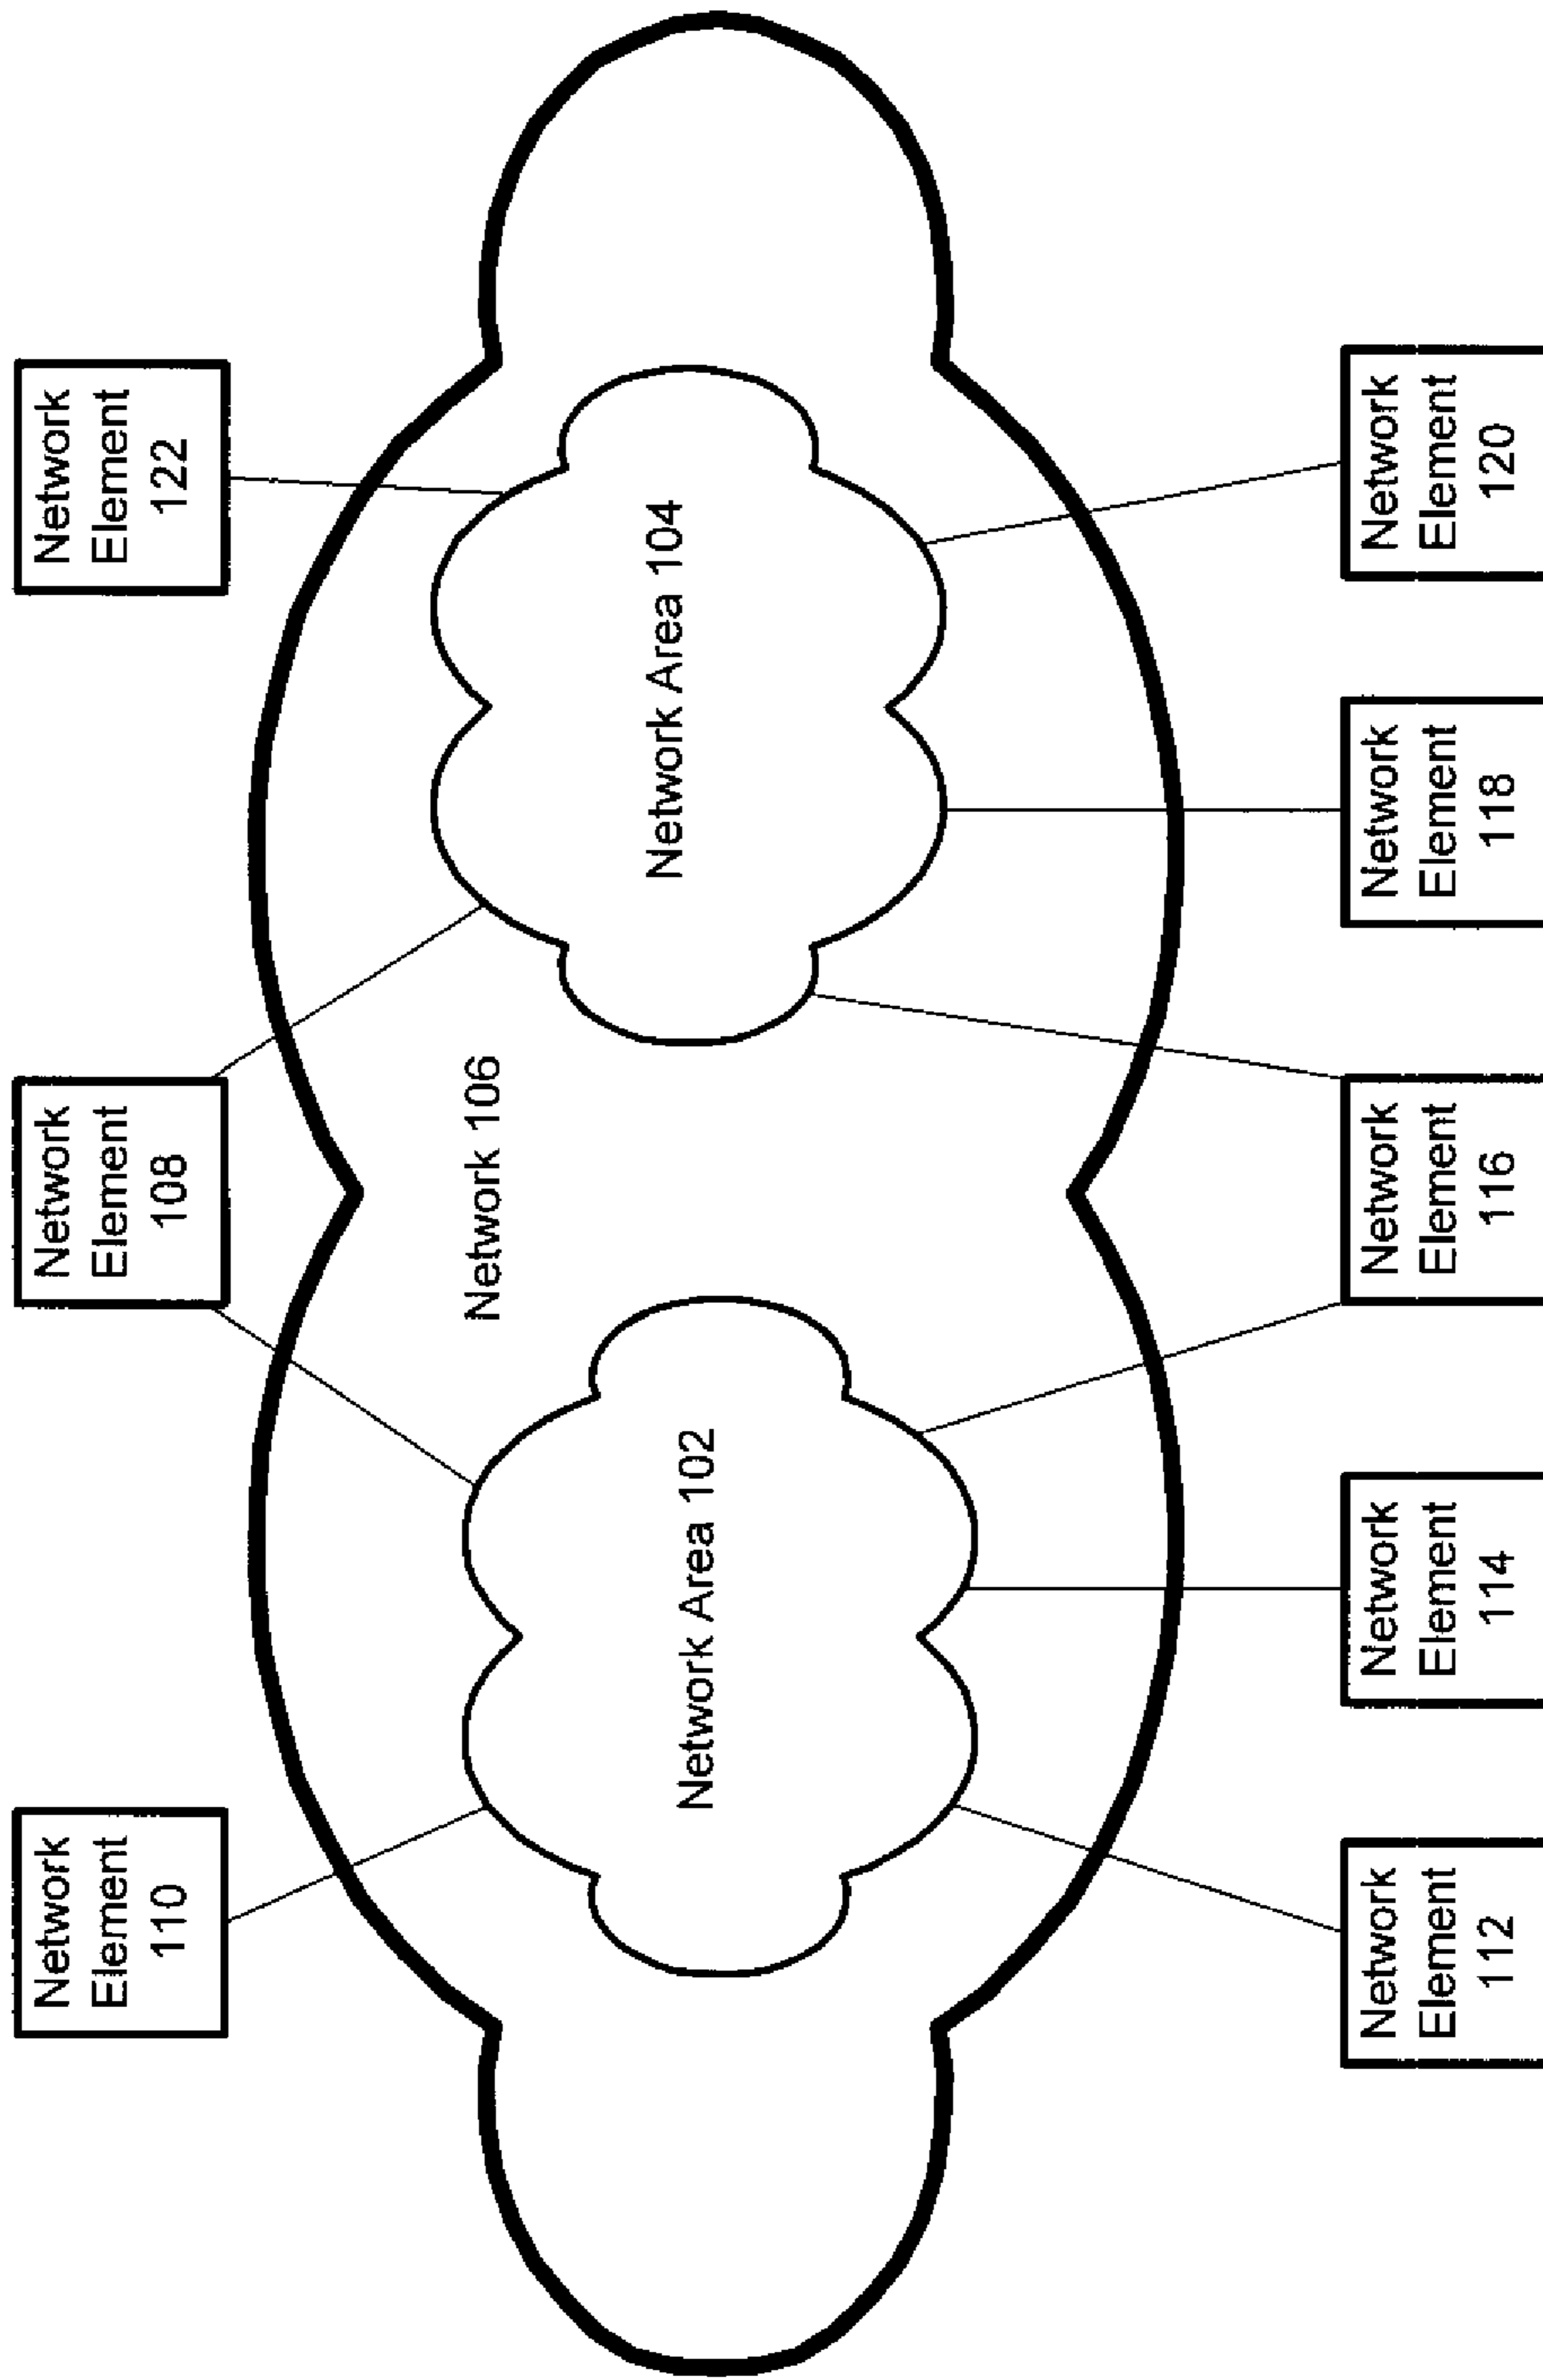 Network
Element
110
Network
Element
108
Network
Element
122
Network 106
Network Area 102
Network Area 104
Network
Element
112
Network
Element
114
Network
Element
116
Network
Element
118
Network
Element
120